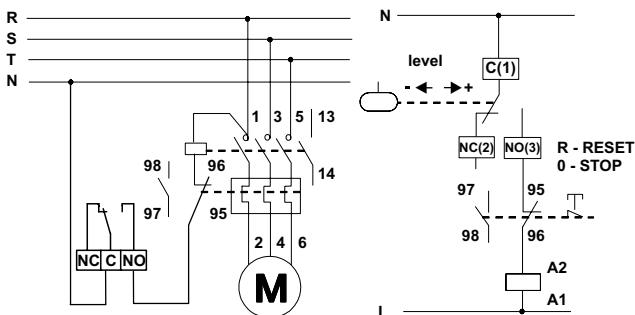 R
S
T
N
1 3 5 13
98 96 14
97 95
NC C NO
2 4 6
M
N
level
C(1)
- +
NC(2) NO(3)
R - RESET
0 - STOP
97 95
98 96
A2
A1
L